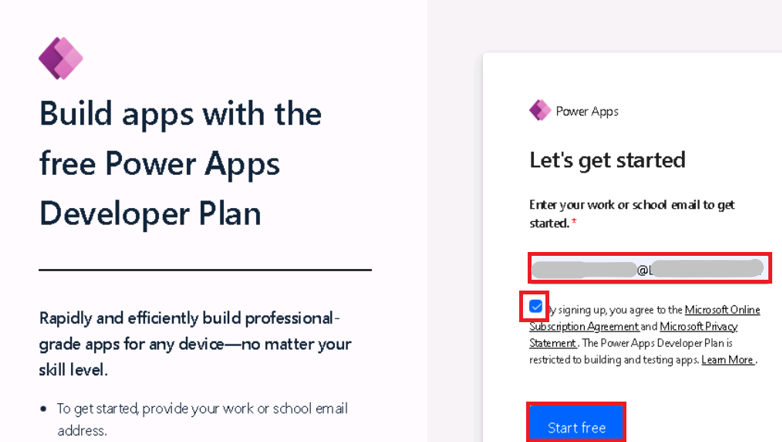 Build apps with the
free Power Apps
Developer Plan
Rapidly and efficiently build professional-
grade apps for any device—no matter your
skill level.
• To get started, provide your work or school email
address.
Power Apps
Let's get started
Enter your work or school email to get
started. *
@
By signing up, you agree to the Microsoft Online
Subscription Agreement and Microsoft Privacy
Statement. The Power Apps Developer Plan is
restricted to building and testing apps. Learn More.
Start free